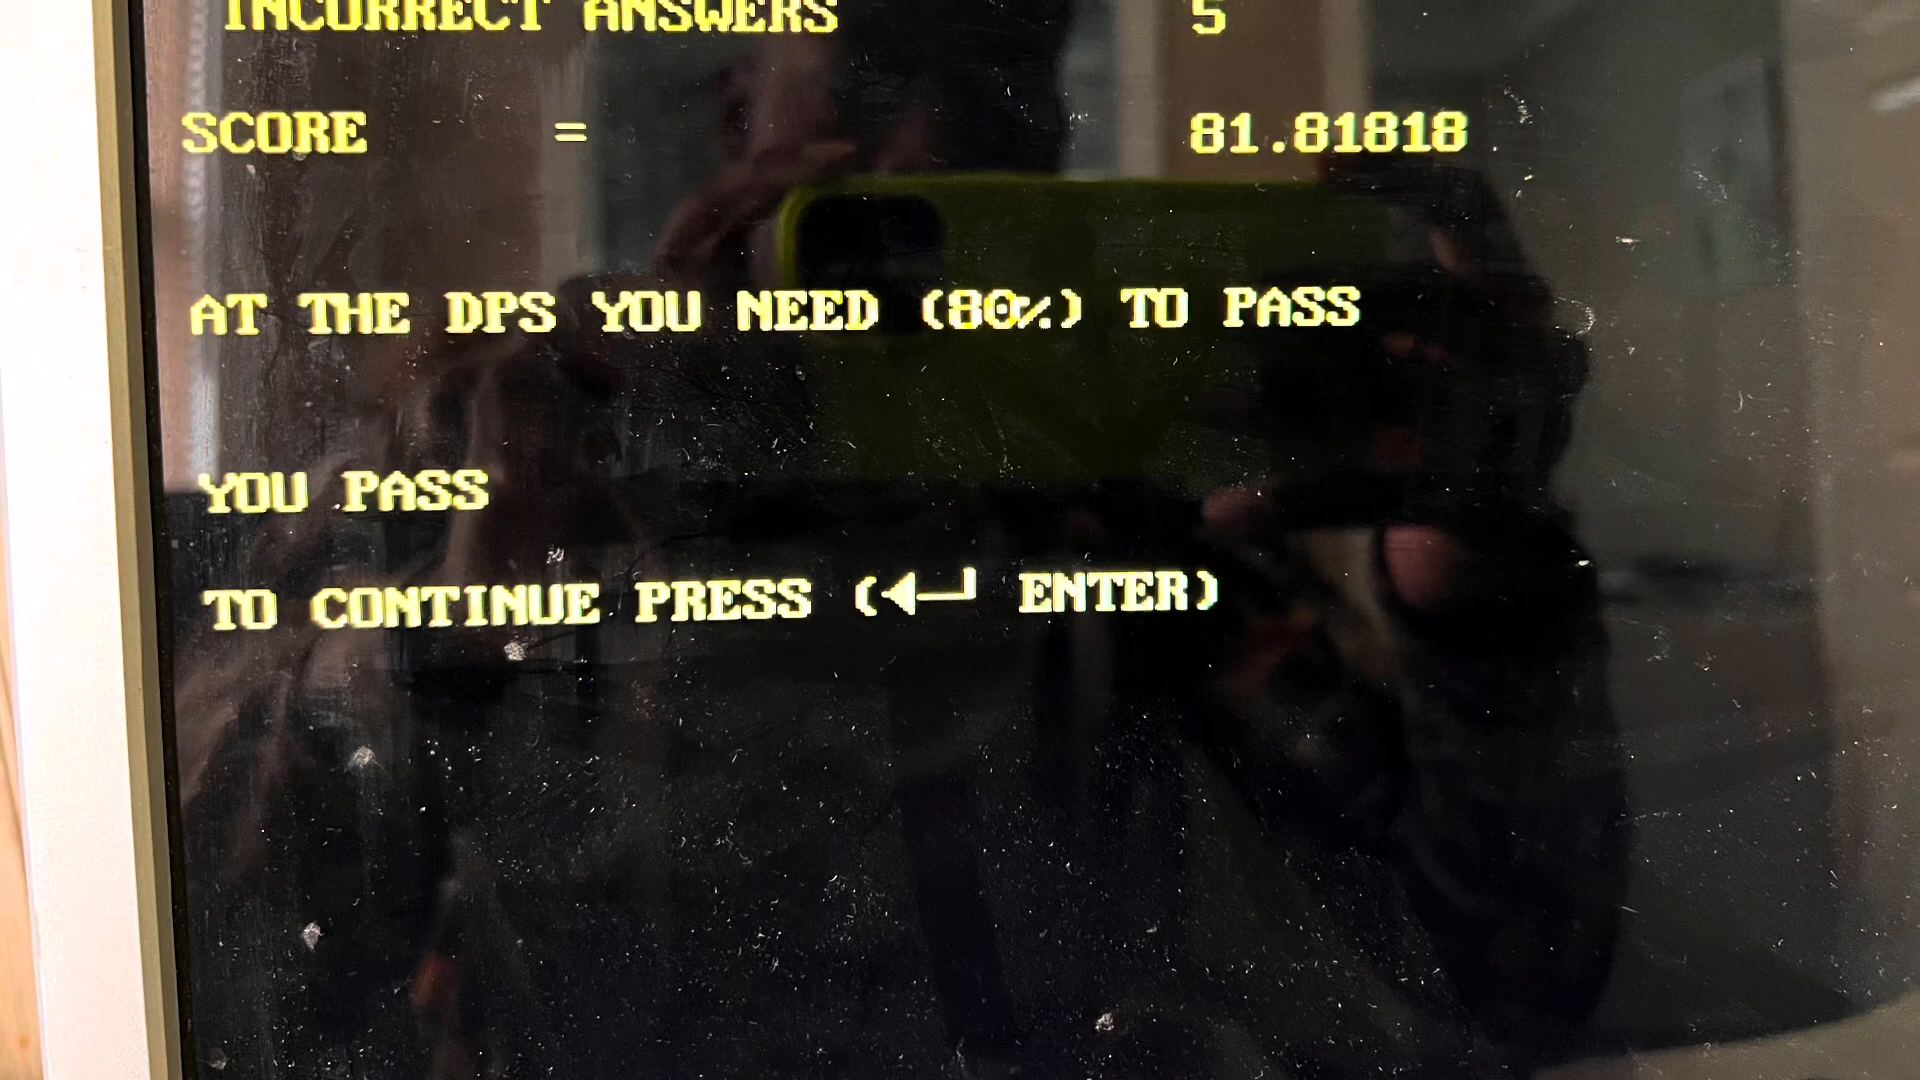 INCORRECT ANSWERS 5
SCORE = 81.81818
AT THE DPS YOU NEED (80%) TO PASS
YOU PASS
TO CONTINUE PRESS (◄─┘ ENTER)